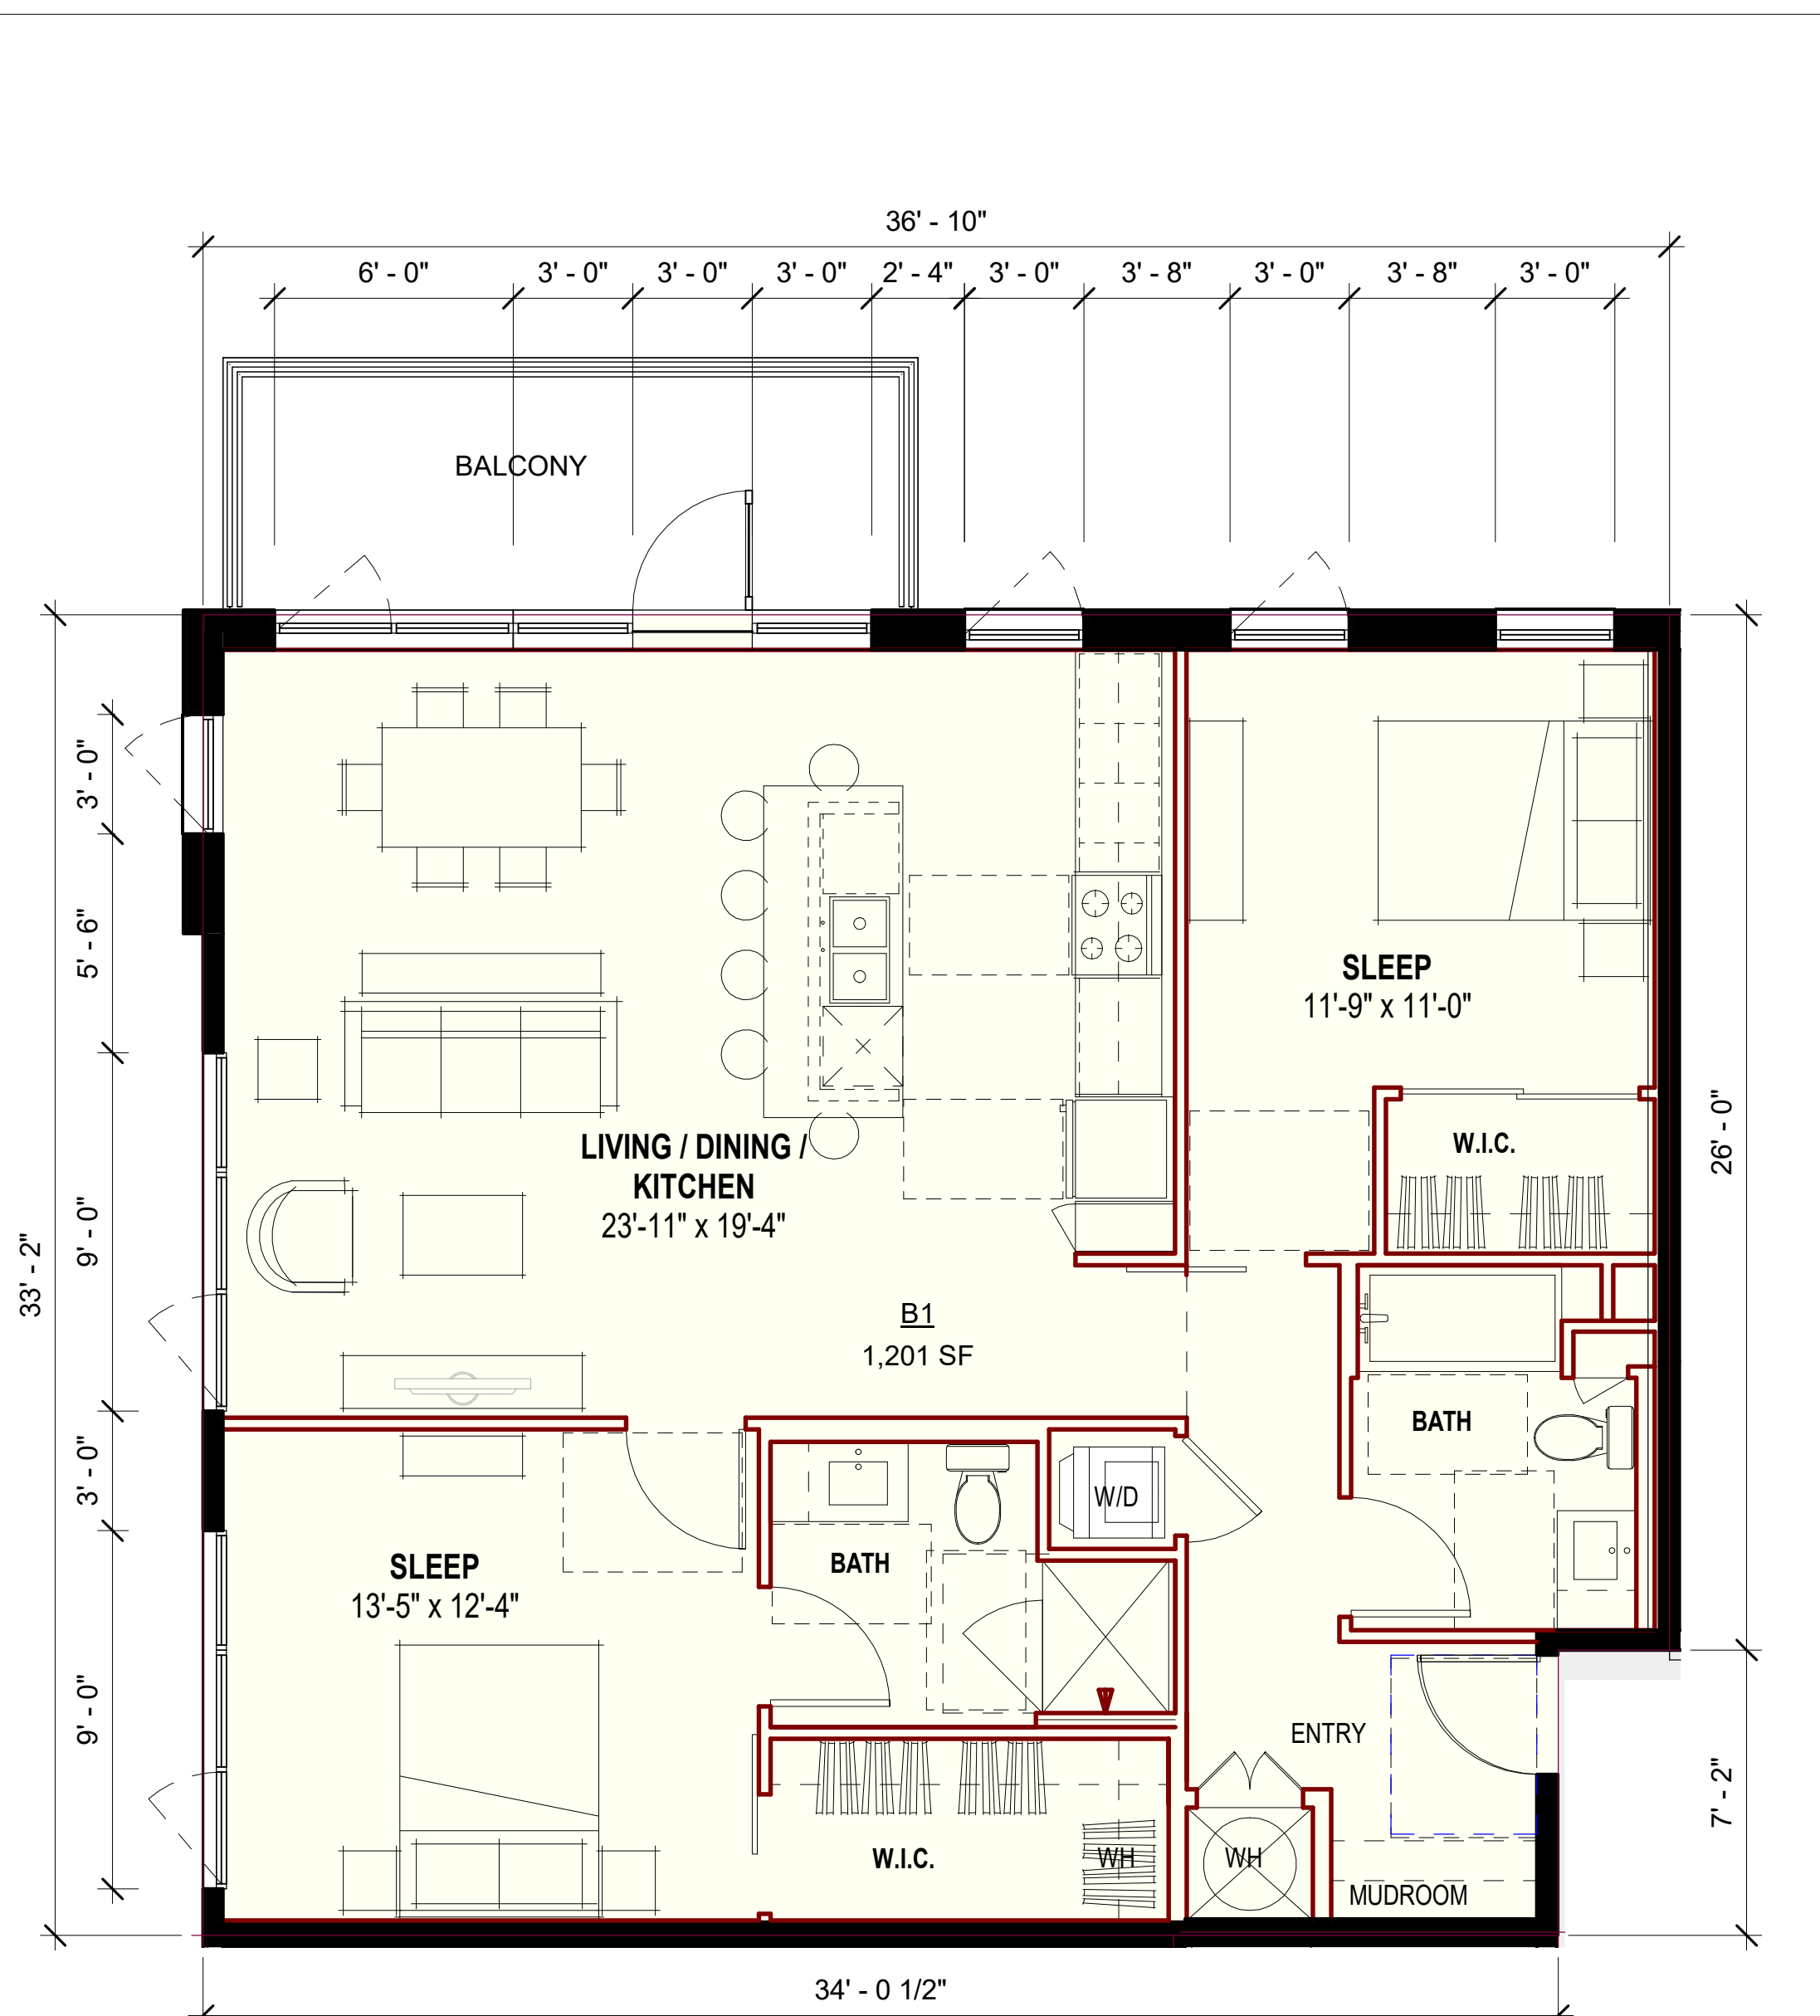 36' - 10"
6' - 0"
3' - 0"
3' - 0"
3' - 0"
2' - 4"
3' - 0"
3' - 8"
3' - 0"
3' - 8"
3' - 0"
BALCONY
3' - 0"
5' - 6"
9' - 0"
3' - 0"
9' - 0"
33' - 2"
SLEEP
11'-9" x 11'-0"
W.I.C.
26' - 0"
LIVING / DINING /
KITCHEN
23'-11" x 19'-4"
B1
1,201 SF
BATH
W/D
SLEEP
13'-5" x 12'-4"
BATH
ENTRY
7' - 2"
W.I.C.
WH
WH
MUDROOM
34' - 0 1/2"